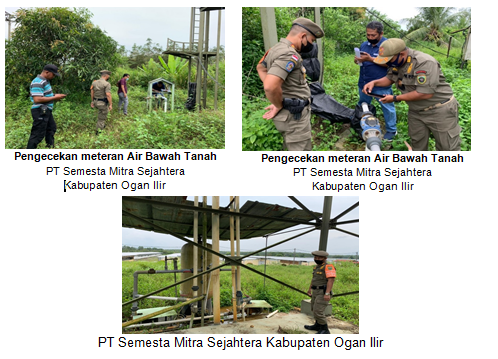 Pengecekan meteran Air Bawah Tanah
PT Semesta Mitra Sejahtera
Kabupaten Ogan Ilir
Pengecekan meteran Air Bawah Tanah
PT Semesta Mitra Sejahtera
Kabupaten Ogan Ilir
PT Semesta Mitra Sejahtera Kabupaten Ogan Ilir